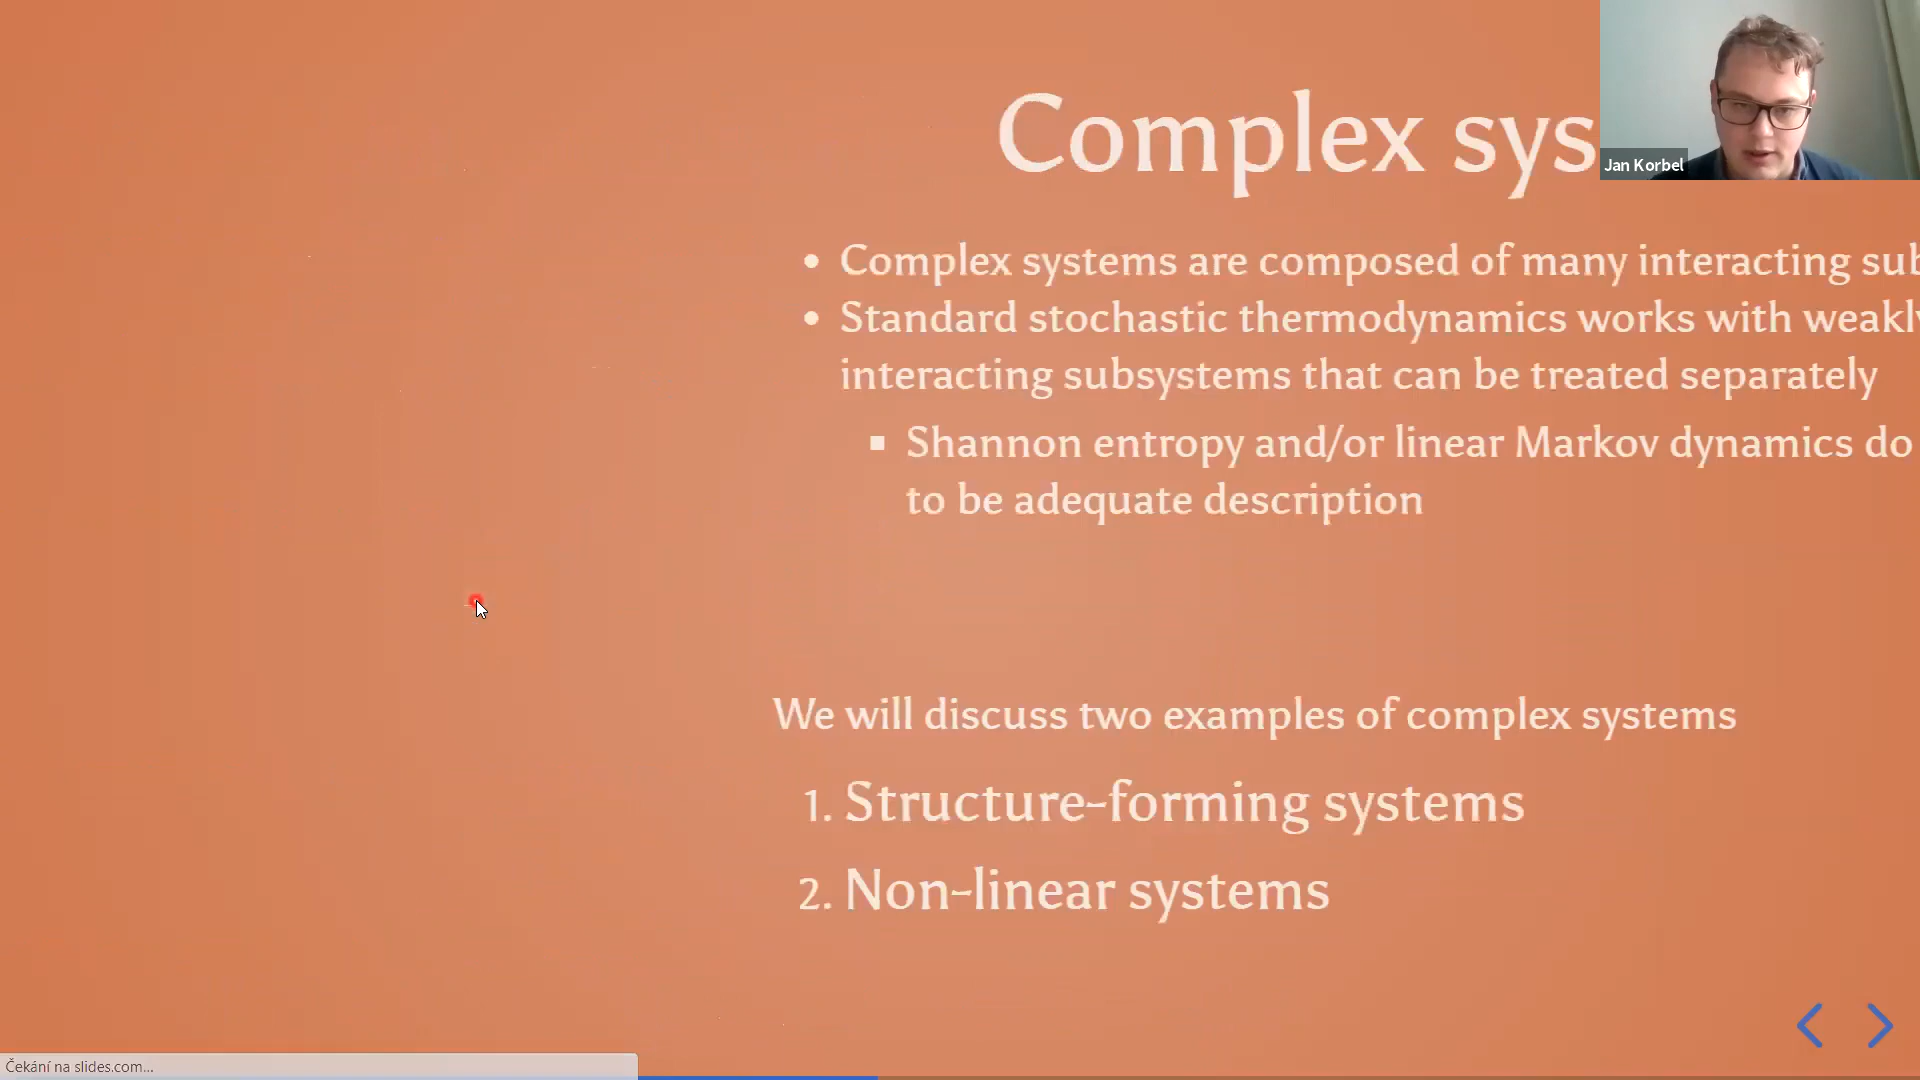 Complex sys
Jan Korbel
• Complex systems are composed of many interacting sub
• Standard stochastic thermodynamics works with weakly
interacting subsystems that can be treated separately
▪ Shannon entropy and/or linear Markov dynamics do
to be adequate description
We will discuss two examples of complex systems
1. Structure-forming systems
2. Non-linear systems
Čekání na slides.com...